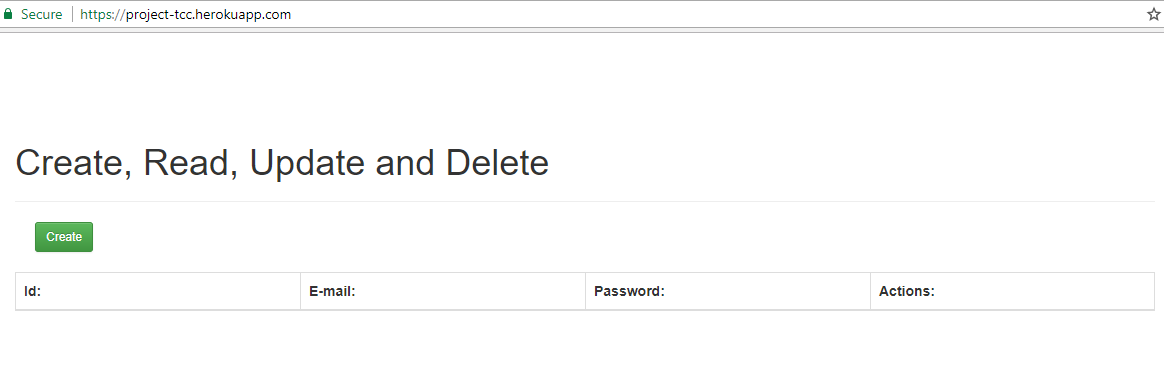 Secure https://project-tcc.herokuapp.com
Create, Read, Update and Delete
Create
Id: E-mail: Password: Actions: